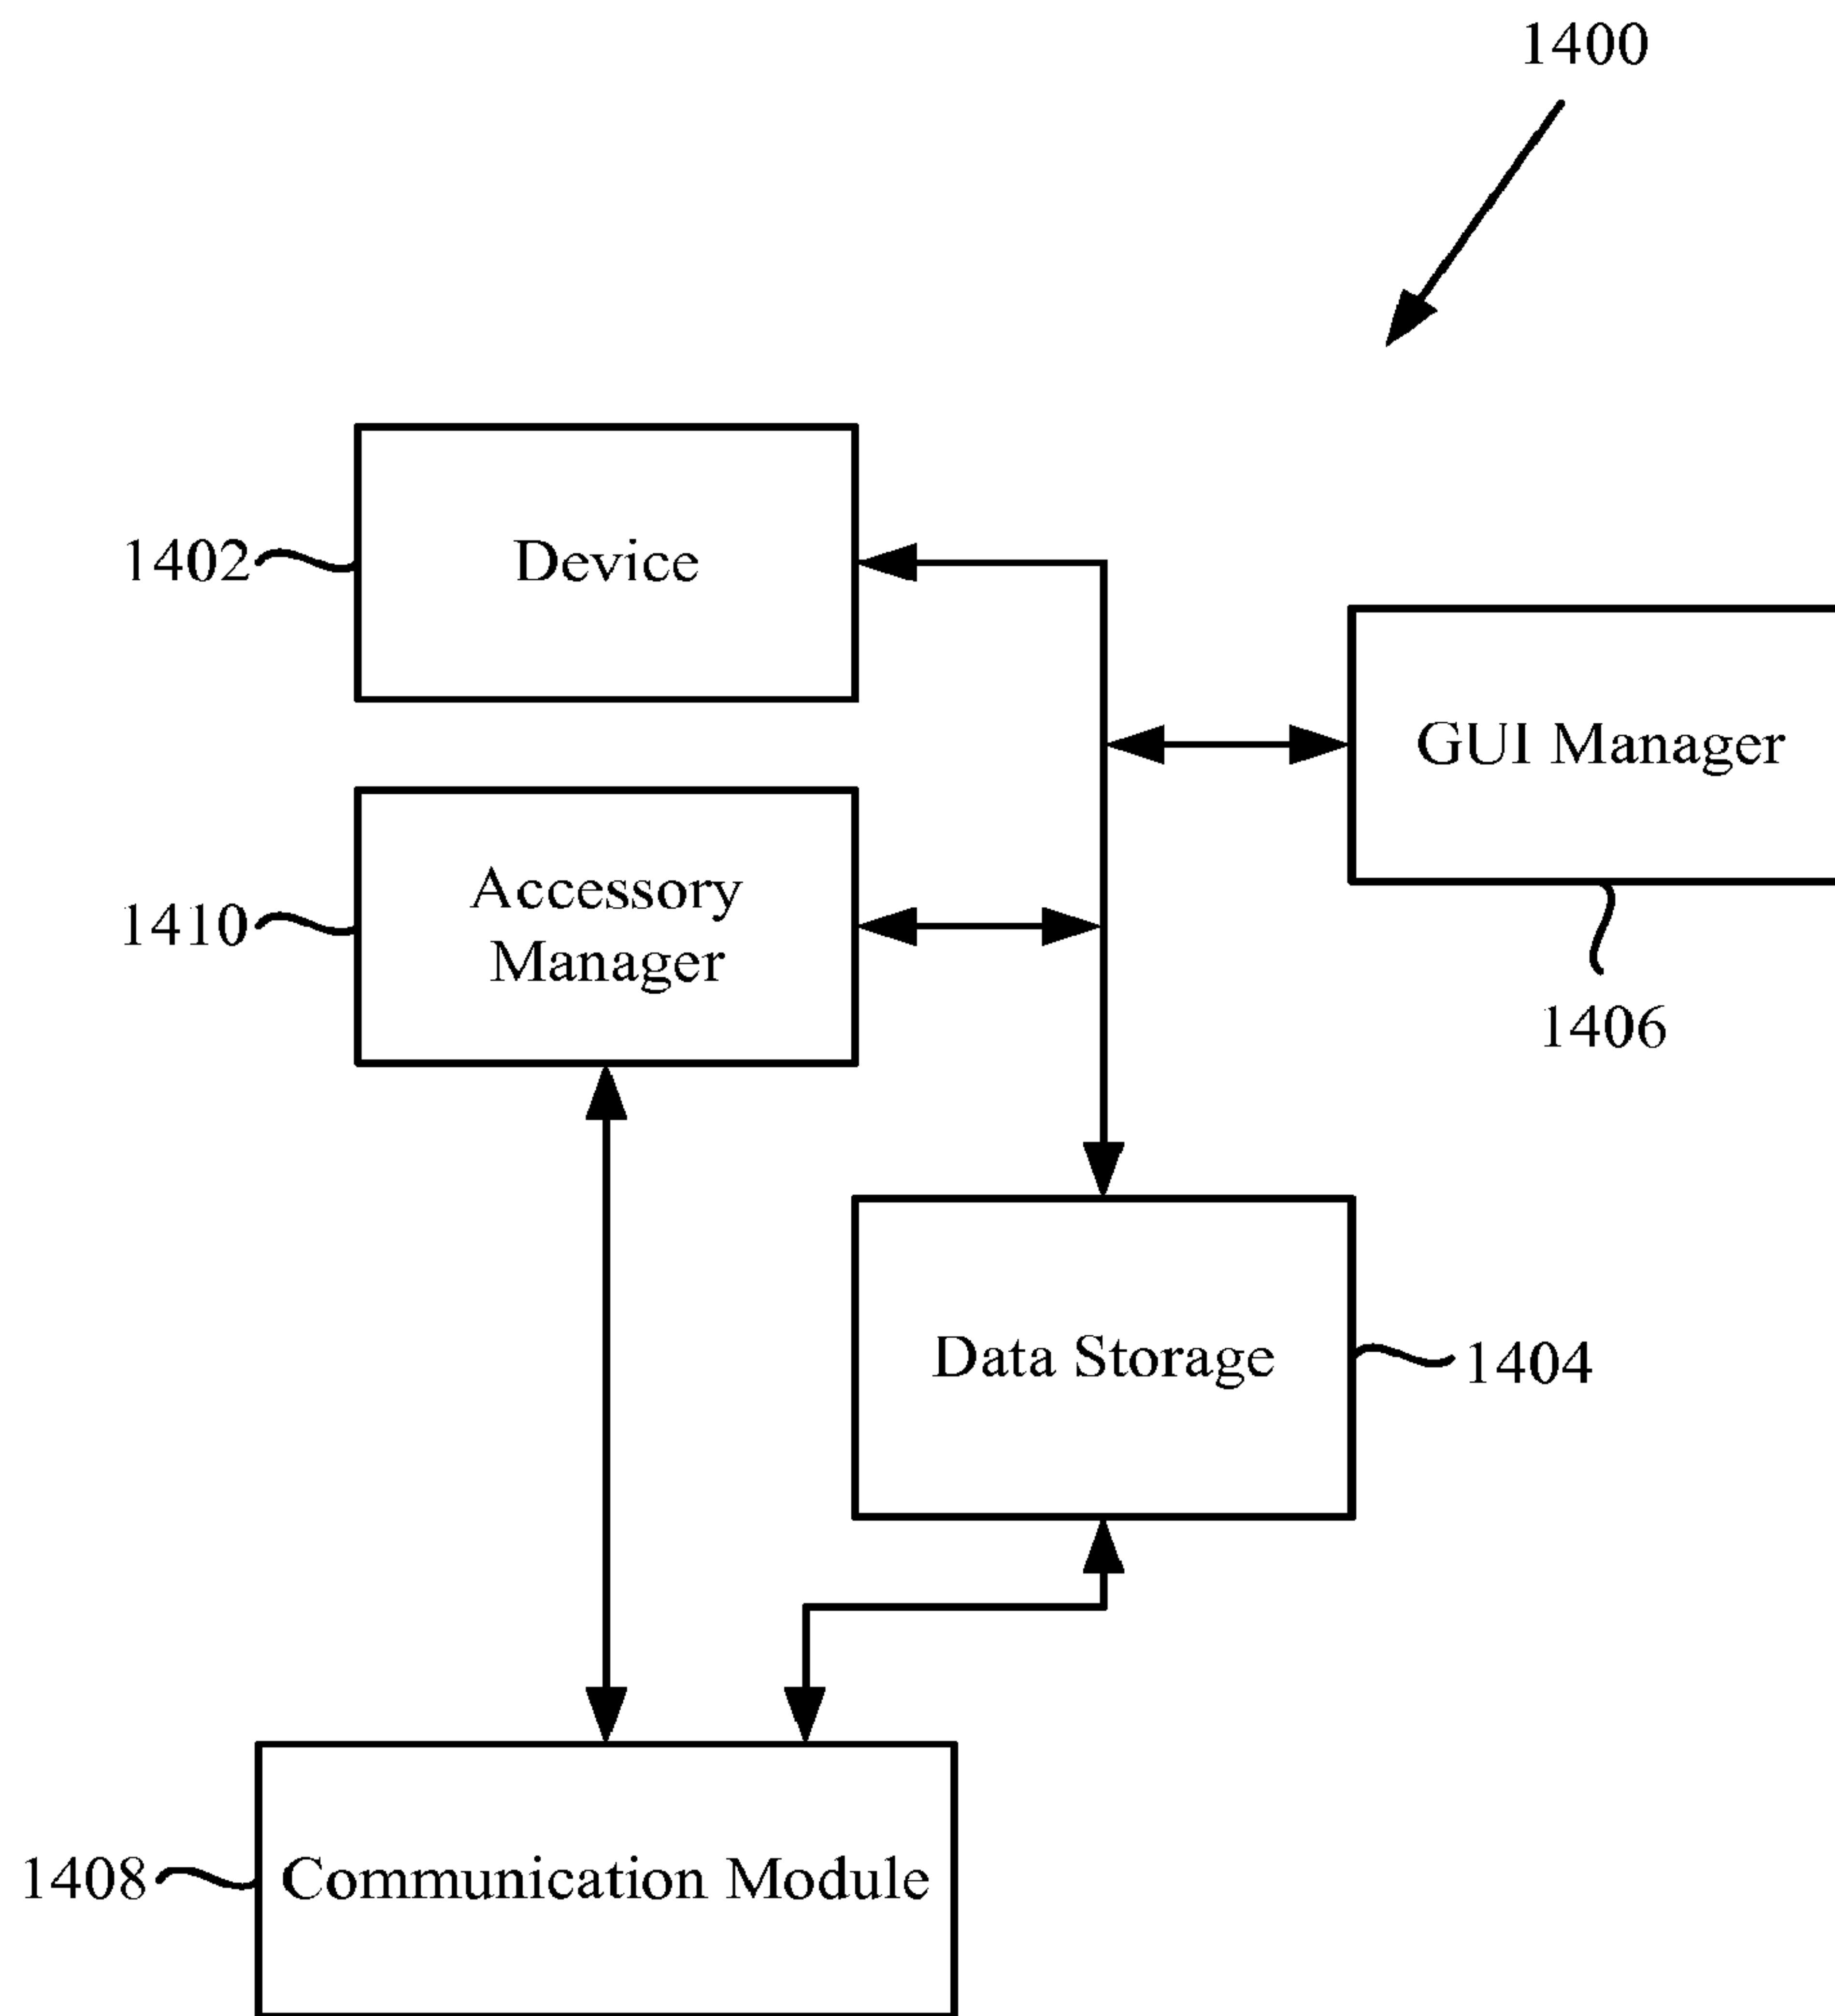 1400
1402
Device
GUI Manager
1410
Accessory
Manager
1406
Data Storage
1404
1408
Communication Module